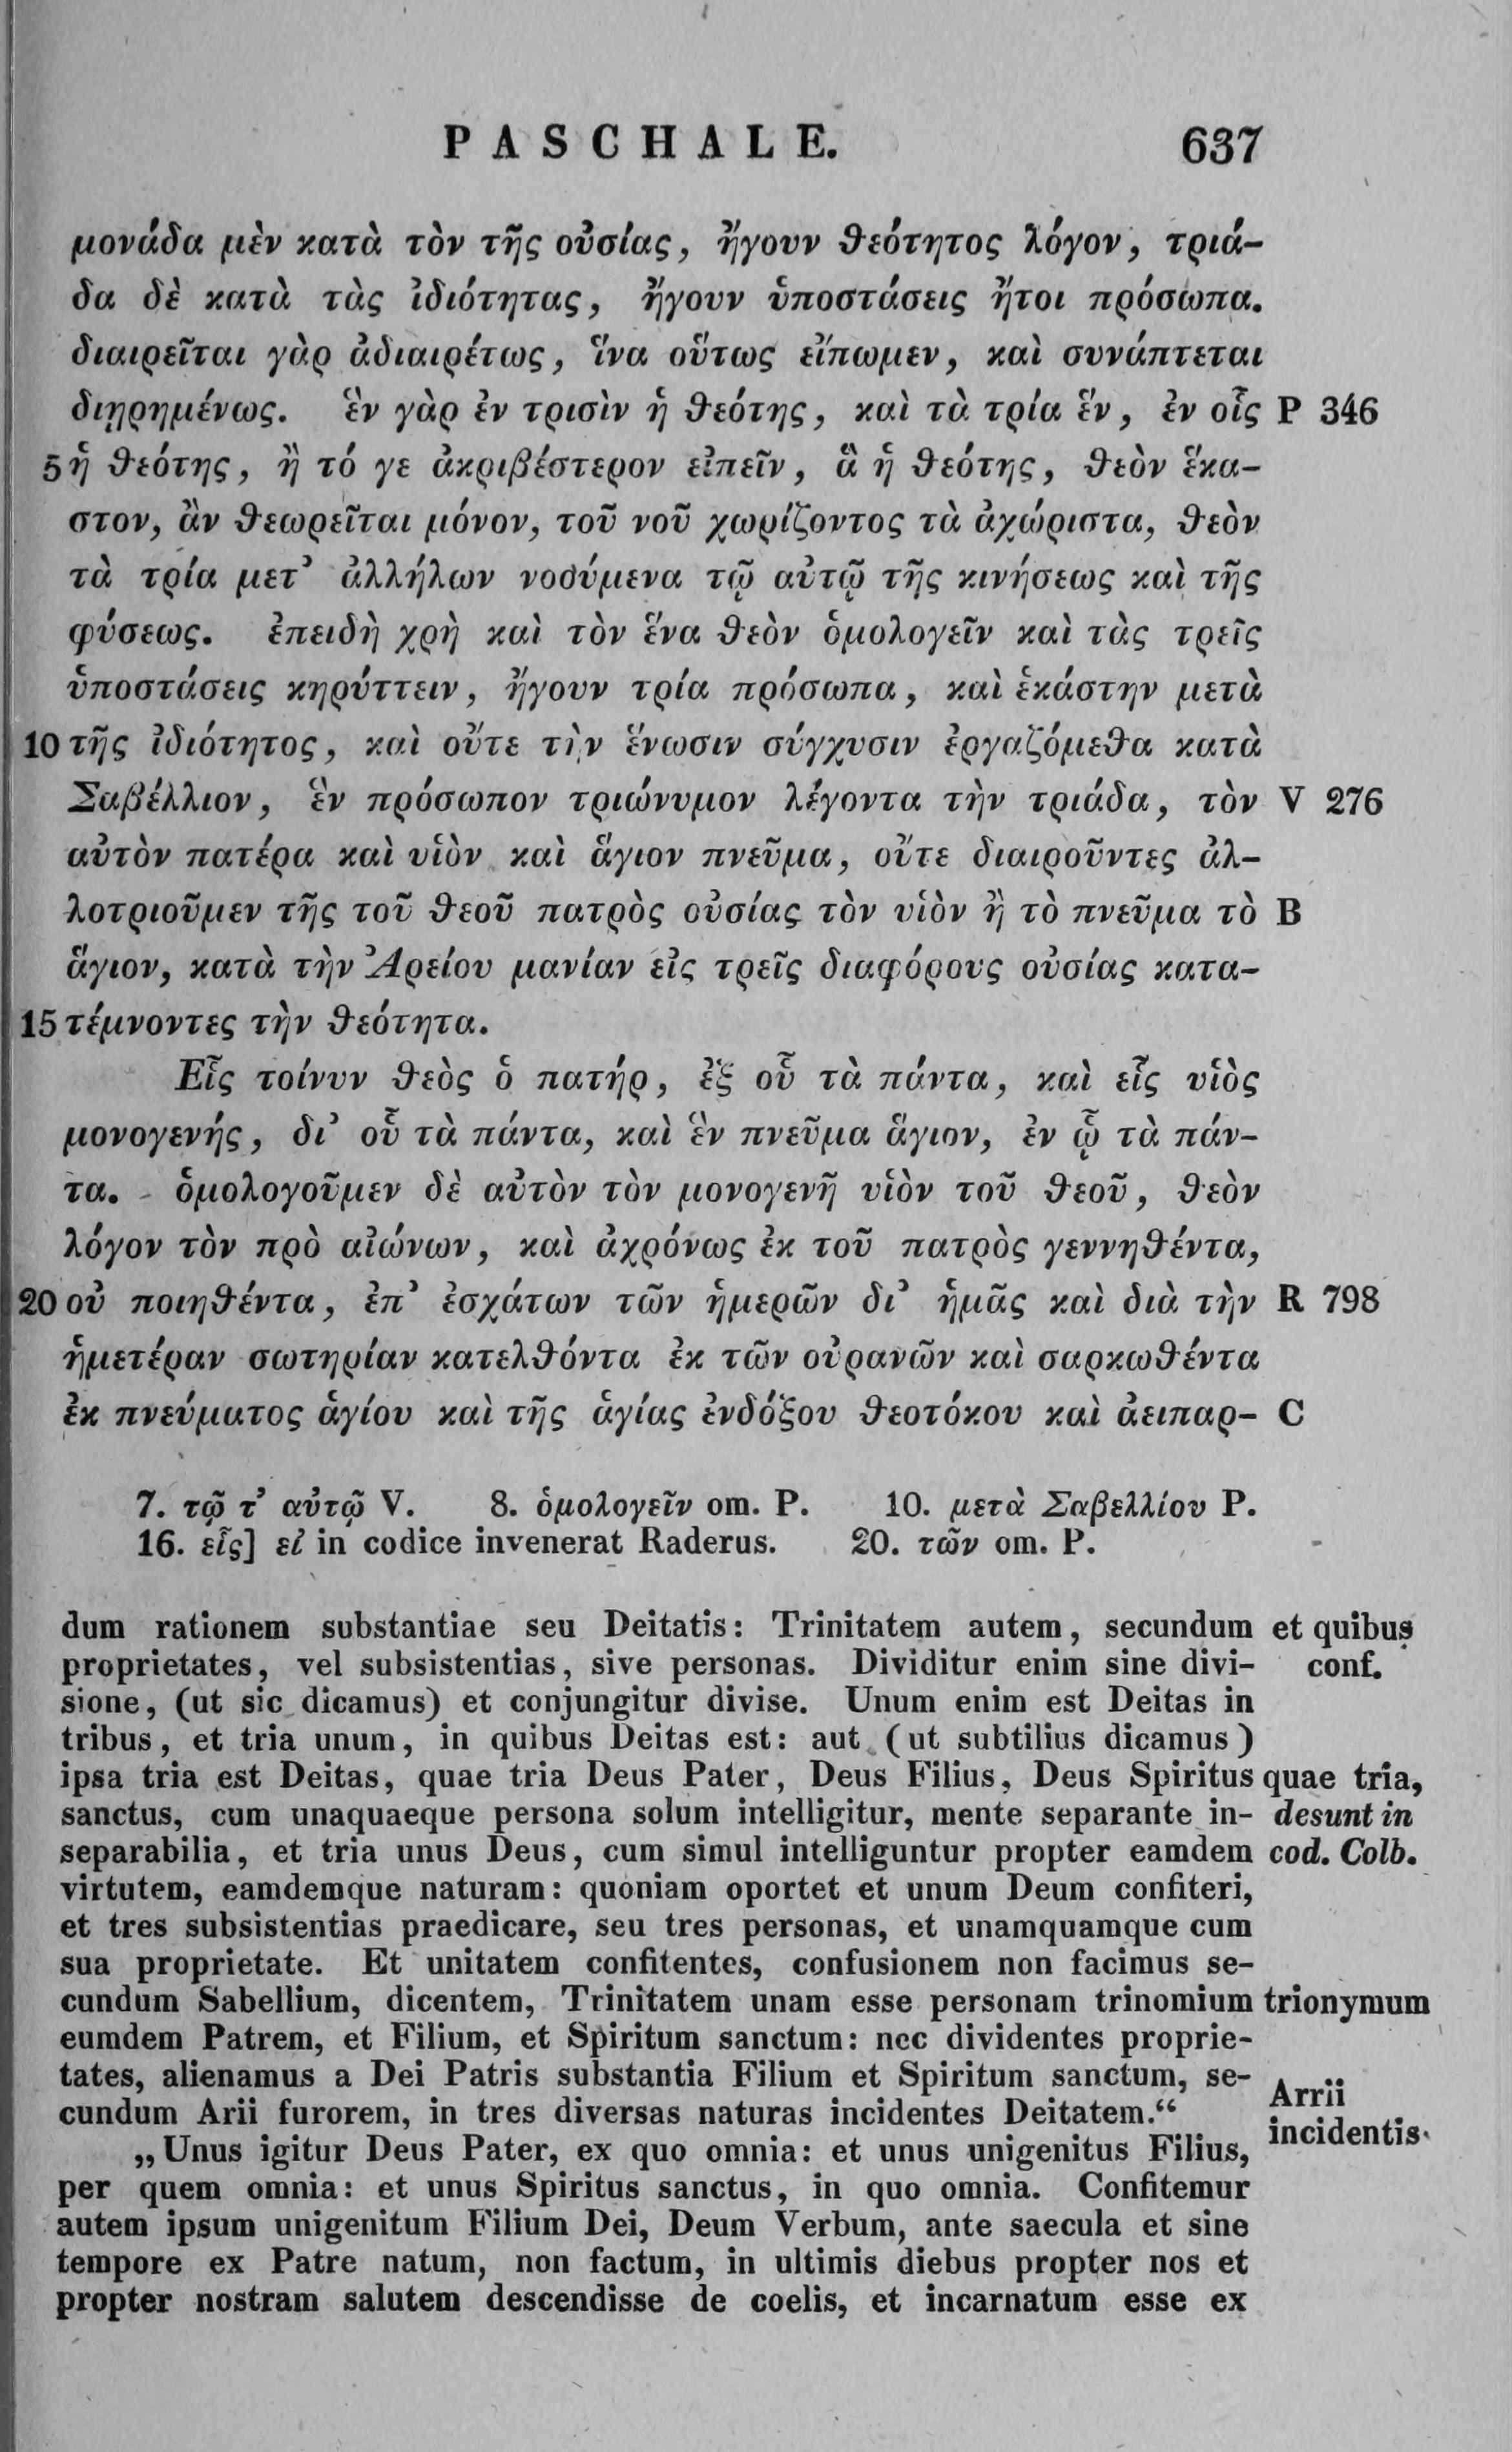 PASCHALE. 637
μονάδα μὲν κατὰ τὸν τῆς οὐσίας, ἤγουν θεότητος λόγον, τριά-
δα δὲ κατὰ τὰς ἰδιότητας, ἤγουν ὑποστάσεις ἤτοι πρόσωπα.
διαιρεῖται γὰρ ἀδιαιρέτως, ἵνα οὕτως εἴπωμεν, καὶ συνάπτεται
διῃρημένως. ἓν γὰρ ἐν τρισὶν ἡ θεότης, καὶ τὰ τρία ἕν, ἐν οἷς P 346
5 ἡ θεότης, ἢ τό γε ἀκριβέστερον εἰπεῖν, ἃ ἡ θεότης, θεὸν ἕκα-
στον, ἂν θεωρεῖται μόνον, τοῦ νοῦ χωρίζοντος τὰ ἀχώριστα, θεὸν
τὰ τρία μετ' ἀλλήλων νοούμενα τῷ αὐτῷ τῆς κινήσεως καὶ τῆς
φύσεως. ἐπειδὴ χρὴ καὶ τὸν ἕνα θεὸν ὁμολογεῖν καὶ τὰς τρεῖς
ὑποστάσεις κηρύττειν, ἤγουν τρία πρόσωπα, καὶ ἑκάστην μετὰ
10 τῆς ἰδιότητος, καὶ οὔτε τὴν ἕνωσιν σύγχυσιν ἐργαζόμεθα κατὰ
Σαβέλλιον, ἓν πρόσωπον τριώνυμον λέγοντα τὴν τριάδα, τὸν V 276
αὐτὸν πατέρα καὶ υἱὸν καὶ ἅγιον πνεῦμα, οὔτε διαιροῦντες ἀλ-
λοτριοῦμεν τῆς τοῦ θεοῦ πατρὸς οὐσίας τὸν υἱὸν ἢ τὸ πνεῦμα τὸ B
ἅγιον, κατὰ τὴν Ἀρείου μανίαν εἰς τρεῖς διαφόρους οὐσίας κατα-
15 τέμνοντες τὴν θεότητα.
Εἷς τοίνυν θεὸς ὁ πατήρ, ἐξ οὗ τὰ πάντα, καὶ εἷς υἱὸς
μονογενής, δι' οὗ τὰ πάντα, καὶ ἓν πνεῦμα ἅγιον, ἐν ᾧ τὰ πάν-
τα. ὁμολογοῦμεν δὲ αὐτὸν τὸν μονογενῆ υἱὸν τοῦ θεοῦ, θεὸν
λόγον τὸν πρὸ αἰώνων, καὶ ἀχρόνως ἐκ τοῦ πατρὸς γεννηθέντα,
20 οὐ ποιηθέντα, ἐπ' ἐσχάτων τῶν ἡμερῶν δι' ἡμᾶς καὶ διὰ τὴν R 798
ἡμετέραν σωτηρίαν κατελθόντα ἐκ τῶν οὐρανῶν καὶ σαρκωθέντα
ἐκ πνεύματος ἁγίου καὶ τῆς ἁγίας ἐνδόξου θεοτόκου καὶ ἀειπαρ- C
7. τῷ τ' αὐτῷ V. 8. ὁμολογεῖν om. P. 10. μετὰ Σαβελλίου P.
16. εἷς] εἰ in codice invenerat Raderus. 20. τῶν om. P.
dum rationem substantiae seu Deitatis: Trinitatem autem, secundum et quibus
proprietates, vel subsistentias, sive personas. Dividitur enim sine divi- conf.
sione, (ut sic dicamus) et conjungitur divise. Unum enim est Deitas in
tribus, et tria unum, in quibus Deitas est: aut (ut subtilius dicamus)
ipsa tria est Deitas, quae tria Deus Pater, Deus Filius, Deus Spiritus quae tria,
sanctus, cum unaquaeque persona solum intelligitur, mente separante in- desunt in
separabilia, et tria unus Deus, cum simul intelliguntur propter eamdem cod. Colb.
virtutem, eamdemque naturam: quoniam oportet et unum Deum confiteri,
et tres subsistentias praedicare, seu tres personas, et unamquamque cum
sua proprietate. Et unitatem confitentes, confusionem non facimus se-
cundum Sabellium, dicentem, Trinitatem unam esse personam trinomium trionymum
eumdem Patrem, et Filium, et Spiritum sanctum: nec dividentes proprie-
tates, alienamus a Dei Patris substantia Filium et Spiritum sanctum, se- Arrii
cundum Arii furorem, in tres diversas naturas incidentes Deitatem.“ incidentis.
„Unus igitur Deus Pater, ex quo omnia: et unus unigenitus Filius,
per quem omnia: et unus Spiritus sanctus, in quo omnia. Confitemur
autem ipsum unigenitum Filium Dei, Deum Verbum, ante saecula et sine
tempore ex Patre natum, non factum, in ultimis diebus propter nos et
propter nostram salutem descendisse de coelis, et incarnatum esse ex